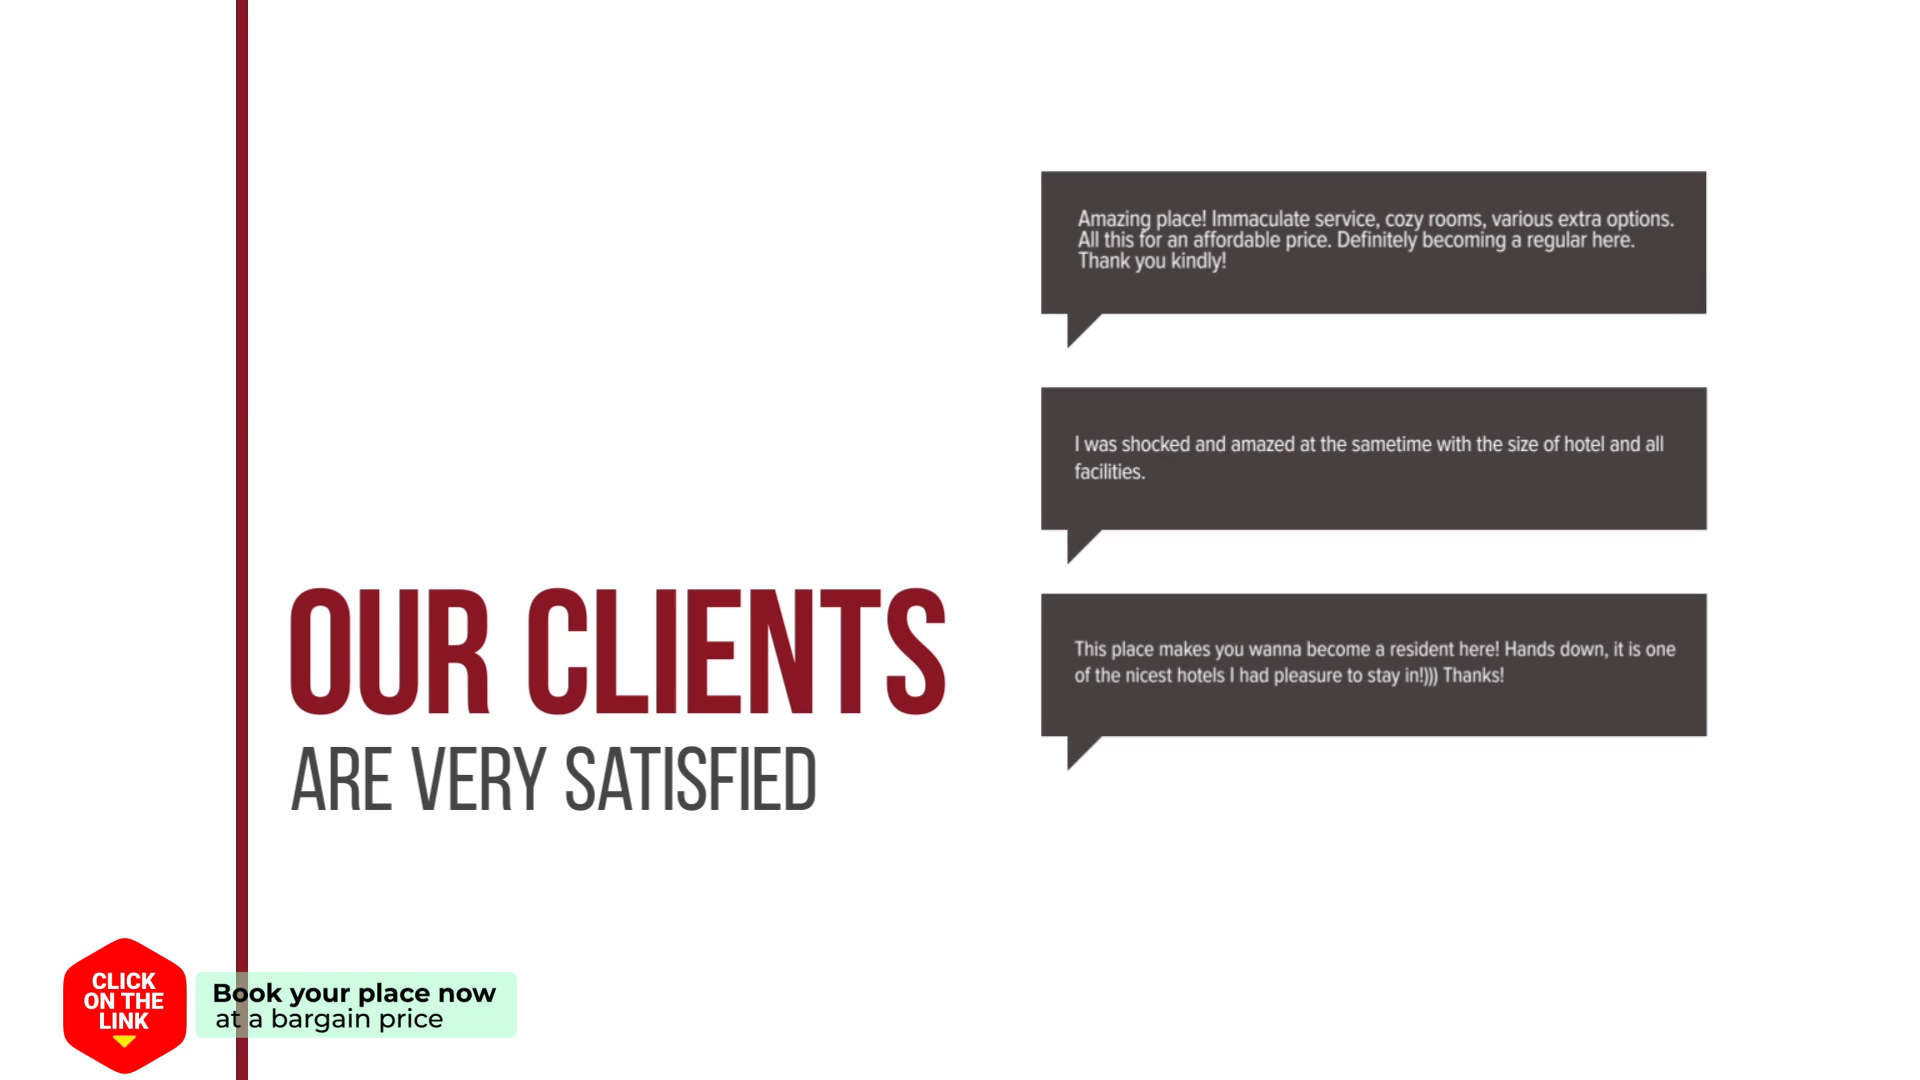 Amazing place! Immaculate service, cozy rooms, various extra options.
All this for an affordable price. Definitely becoming a regular here.
Thank you kindly!
I was shocked and amazed at the sametime with the size of hotel and all
facilities.
This place makes you wanna become a resident here! Hands down, it is one
of the nicest hotels I had pleasure to stay in!))) Thanks!
OUR CLIENTS
ARE VERY SATISFIED
CLICK
ON THE
LINK
Book your place now
at a bargain price